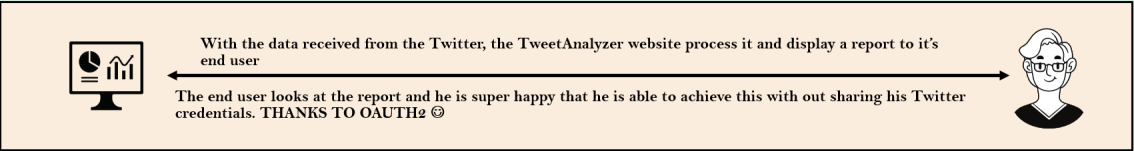 With the data received from the Twitter, the TweetAnalyzer website process it and display a report to it's
end user
The end user looks at the report and he is super happy that he is able to achieve this with out sharing his Twitter
credentials. THANKS TO OAUTH2 ☺